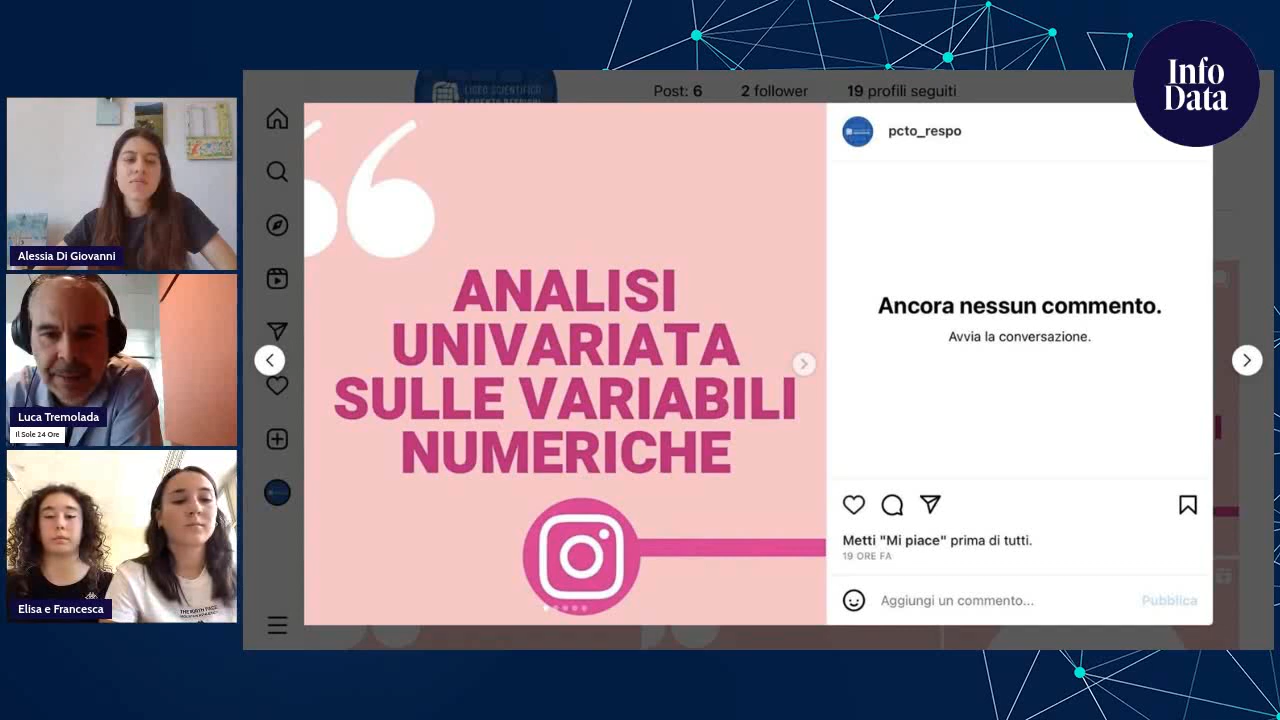 Info
Data
LICEO SCIENTIFICO
Post: 6 2 follower 19 profili seguiti
pcto_respo
ANALISI
UNIVARIATA
SULLE VARIABILI
NUMERICHE
Ancora nessun commento.
Avvia la conversazione.
Metti "Mi piace" prima di tutti.
19 ORE FA
Aggiungi un commento...
Pubblica
Alessia Di Giovanni
Luca Tremolada
Il Sole 24 Ore
Elisa e Francesca